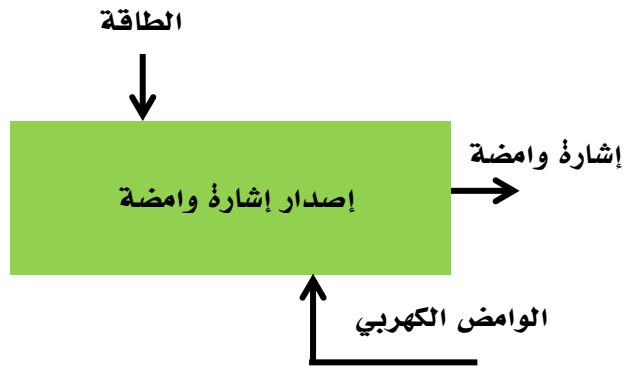 الطاقة
إشارة وامضة
إصدار إشارة وامضة
الوامض الكهربي